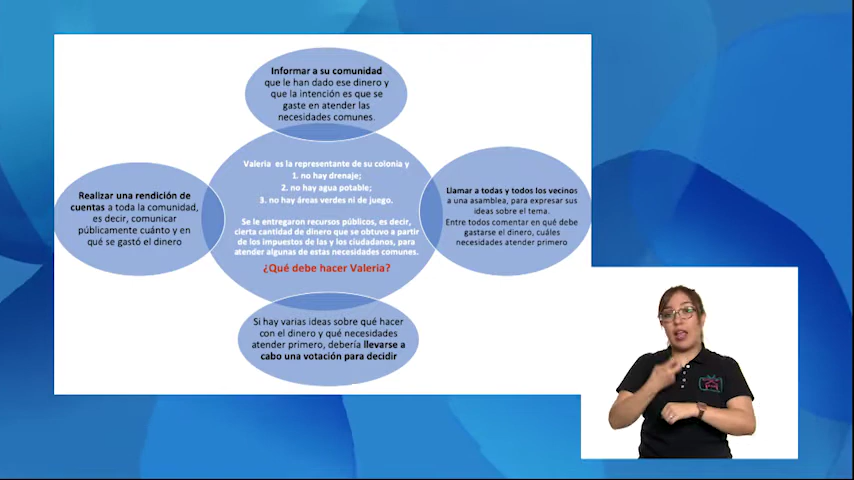 Informar a su comunidad
que le han dado ese dinero y
que la intención es que se
gaste en atender las
necesidades comunes.
Valeria es la representante de su colonia y
1. no hay drenaje;
2. no hay agua potable;
3. no hay áreas verdes ni de juego.
Se le entregaron recursos públicos, es decir,
cierta cantidad de dinero que se obtuvo a partir
de los impuestos de las y los ciudadanos, para
atender algunas de estas necesidades comunes.
¿Qué debe hacer Valeria?
Realizar una rendición de
cuentas a toda la comunidad,
es decir, comunicar
públicamente cuánto y en
qué se gastó el dinero
Llamar a todas y todos los vecinos
a una asamblea, para expresar sus
ideas sobre el tema.
Entre todos comentar en qué debe
gastarse el dinero, cuáles
necesidades atender primero
Si hay varias ideas sobre qué hacer
con el dinero y qué necesidades
atender primero, debería llevarse a
cabo una votación para decidir